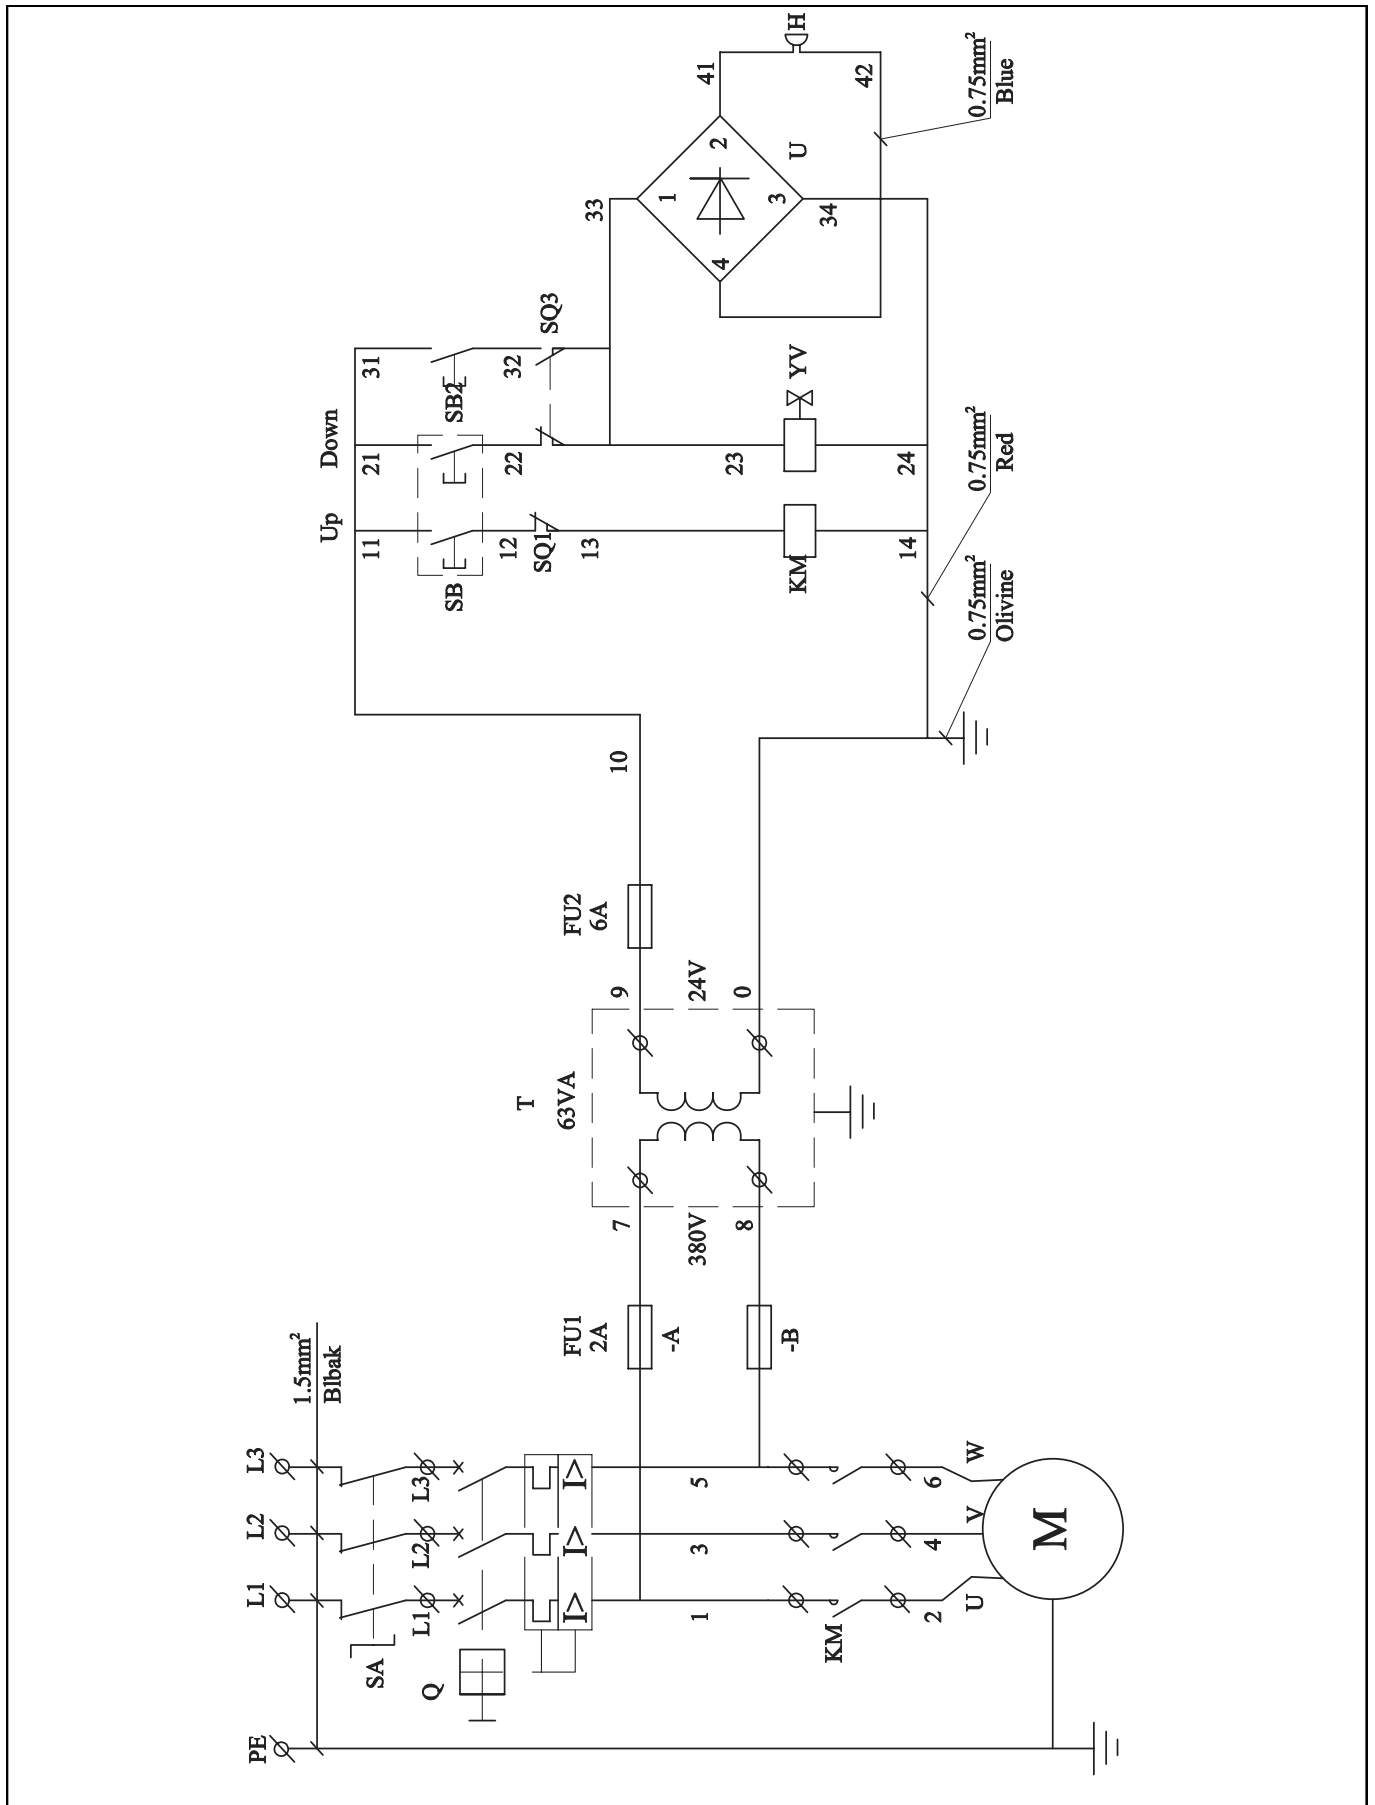 PE
L1
L2
L3
1.5mm²
Blbak
SA
Q
L1
L2
L3
I>
I>
I>
1
3
5
KM
2
4
6
U
V
W
M
FU1
2A
-A
-B
7
380V
8
T
63VA
9
24V
0
FU2
6A
10
Up
Down
11
21
31
SB
SB2
12
22
32
SQ1
SQ3
13
33
23
KM
YV
14
24
1
2
3
4
U
34
41
42
H
0.75mm²
Olivine
0.75mm²
Red
0.75mm²
Blue